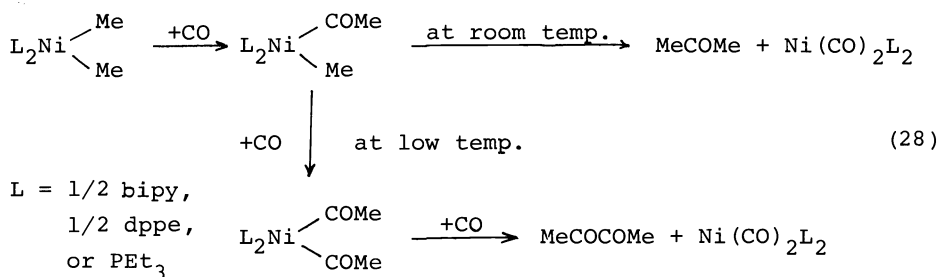 Me COMe
+CO at room temp.
L2Ni L2Ni MeCOMe + Ni(CO)2L2
Me Me
+CO at low temp. (28)
L = 1/2 bipy,
1/2 dppe, COMe
+CO
L2Ni MeCOCOMe + Ni(CO)2L2
or PEt3 COMe